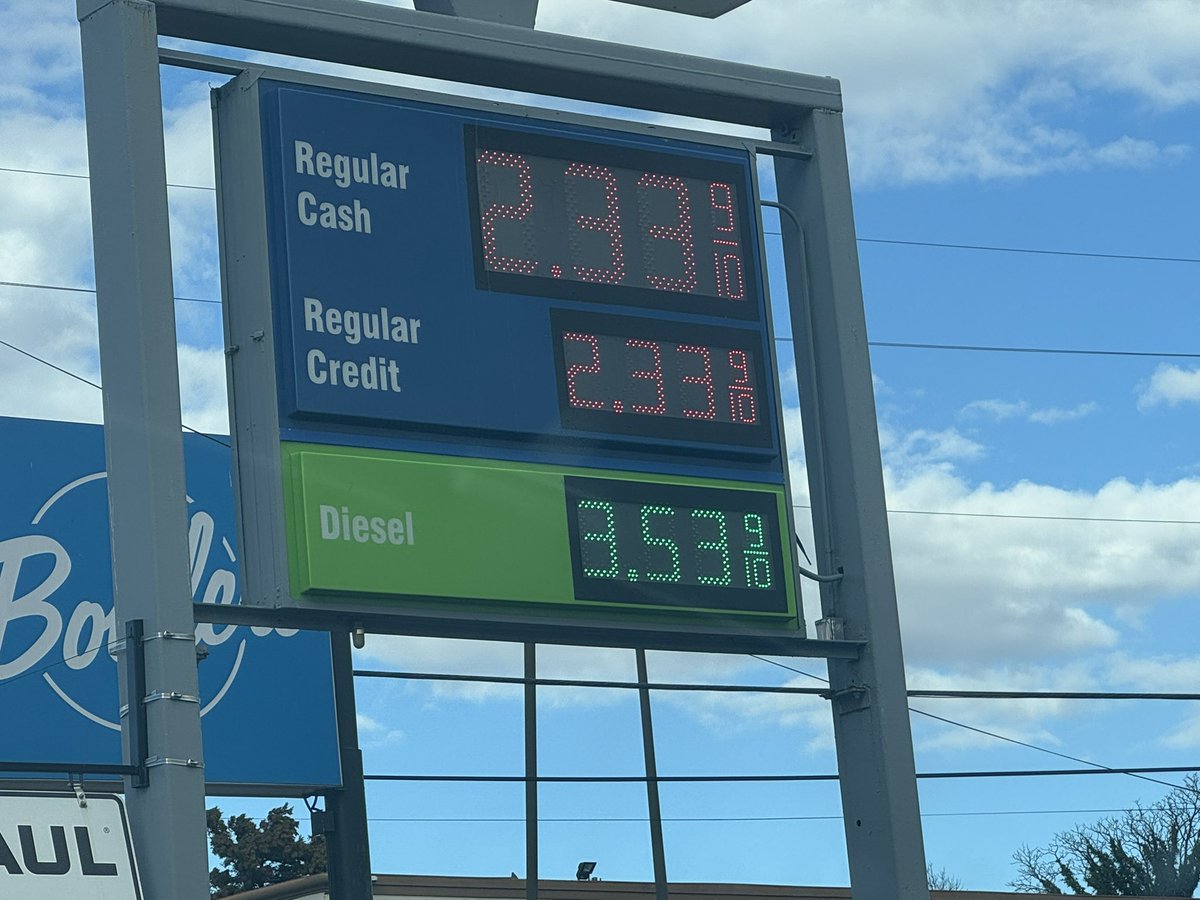 Regular
Cash
2.33 9/10
Regular
Credit
2.33 9/10
Diesel
3.53 9/10
AUL®